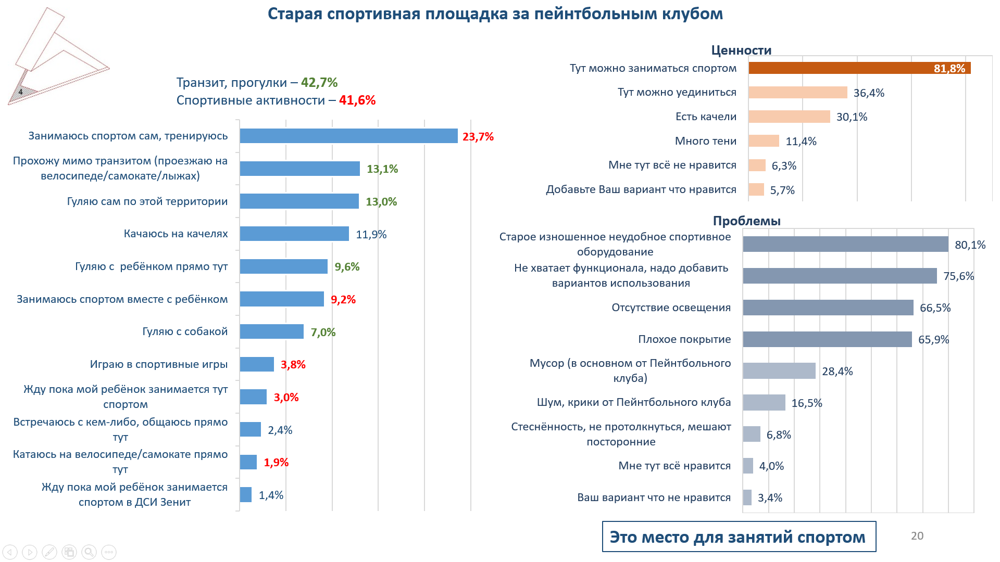 Старая спортивная площадка за пейнтбольным клубом
4
Транзит, прогулки – 42,7%
Спортивные активности – 41,6%
Занимаюсь спортом сам, тренируюсь 23,7%
Прохожу мимо транзитом (проезжаю на
велосипеде/самокате/лыжах) 13,1%
Гуляю сам по этой территории 13,0%
Качаюсь на качелях 11,9%
Гуляю с ребёнком прямо тут 9,6%
Занимаюсь спортом вместе с ребёнком 9,2%
Гуляю с собакой 7,0%
Играю в спортивные игры 3,8%
Жду пока мой ребёнок занимается тут
спортом 3,0%
Встречаюсь с кем-либо, общаюсь прямо
тут 2,4%
Катаюсь на велосипеде/самокате прямо
тут 1,9%
Жду пока мой ребёнок занимается
спортом в ДСИ Зенит 1,4%
Ценности
Тут можно заниматься спортом 81,8%
Тут можно уединиться 36,4%
Есть качели 30,1%
Много тени 11,4%
Мне тут всё не нравится 6,3%
Добавьте Ваш вариант что нравится 5,7%
Проблемы
Старое изношенное неудобное спортивное
оборудование 80,1%
Не хватает функционала, надо добавить
вариантов использования 75,6%
Отсутствие освещения 66,5%
Плохое покрытие 65,9%
Мусор (в основном от Пейнтбольного
клуба) 28,4%
Шум, крики от Пейнтбольного клуба 16,5%
Стеснённость, не протолкнуться, мешают
посторонние 6,8%
Мне тут всё нравится 4,0%
Ваш вариант что не нравится 3,4%
Это место для занятий спортом
20